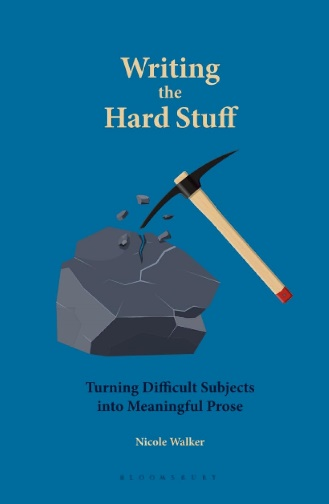 Writing
the
Hard Stuff
Turning Difficult Subjects
into Meaningful Prose
Nicole Walker
BLOOMSBURY